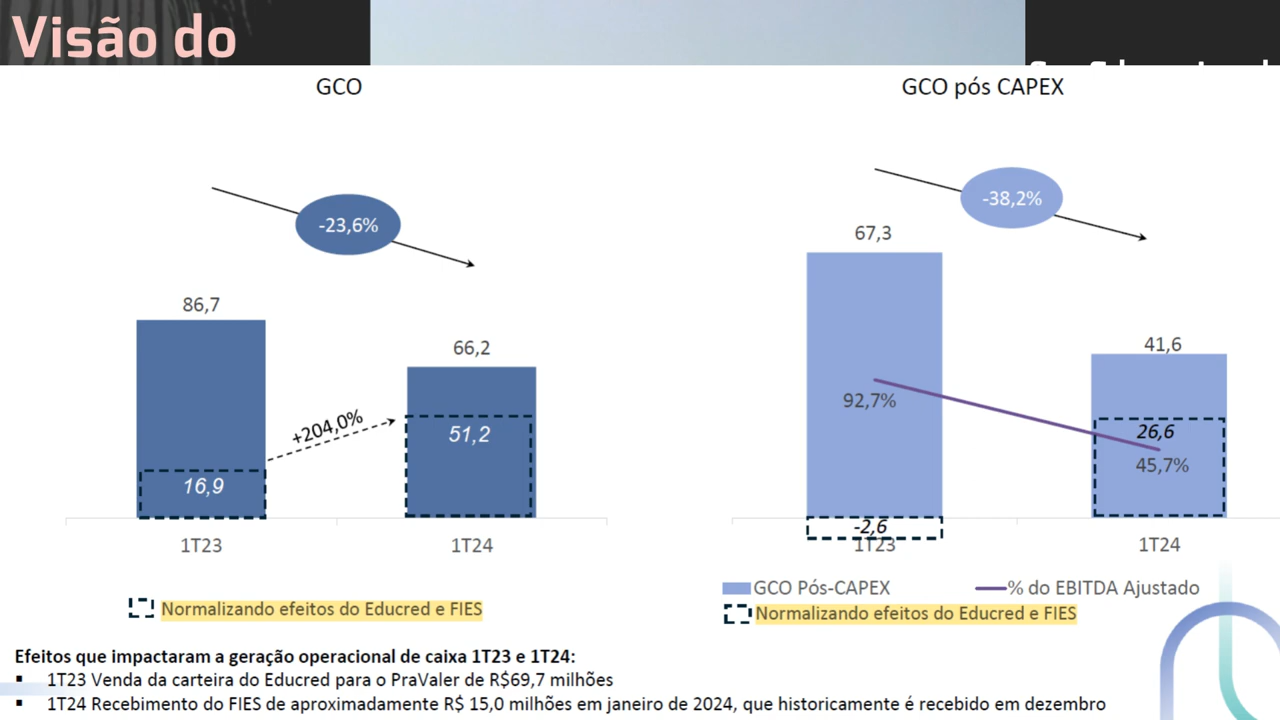 Visão do
GCO
GCO pós CAPEX
-23,6%
86,7
66,2
+204,0%
51,2
16,9
1T23
1T24
Normalizando efeitos do Educred e FIES
-38,2%
67,3
41,6
92,7%
26,6
45,7%
-2,6
1T23
1T24
GCO Pós-CAPEX
% do EBITDA Ajustado
Normalizando efeitos do Educred e FIES
Efeitos que impactaram a geração operacional de caixa 1T23 e 1T24:
▪ 1T23 Venda da carteira do Educred para o PraValer de R$69,7 milhões
▪ 1T24 Recebimento do FIES de aproximadamente R$ 15,0 milhões em janeiro de 2024, que historicamente é recebido em dezembro